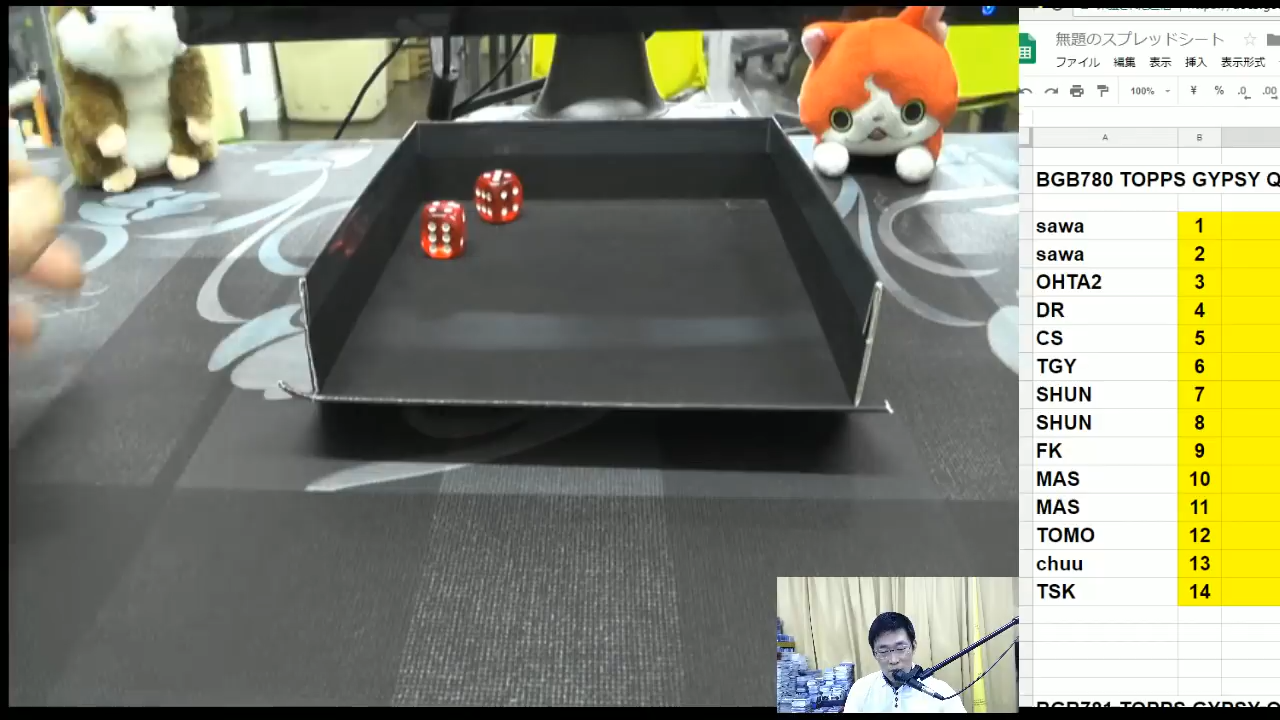 無題のスプレッドシート
ファイル 編集 表示 挿入 表示形式
100% ¥ % .0 .00
A B
BGB780 TOPPS GYPSY Q
sawa 1
sawa 2
OHTA2 3
DR 4
CS 5
TGY 6
SHUN 7
SHUN 8
FK 9
MAS 10
MAS 11
TOMO 12
chuu 13
TSK 14